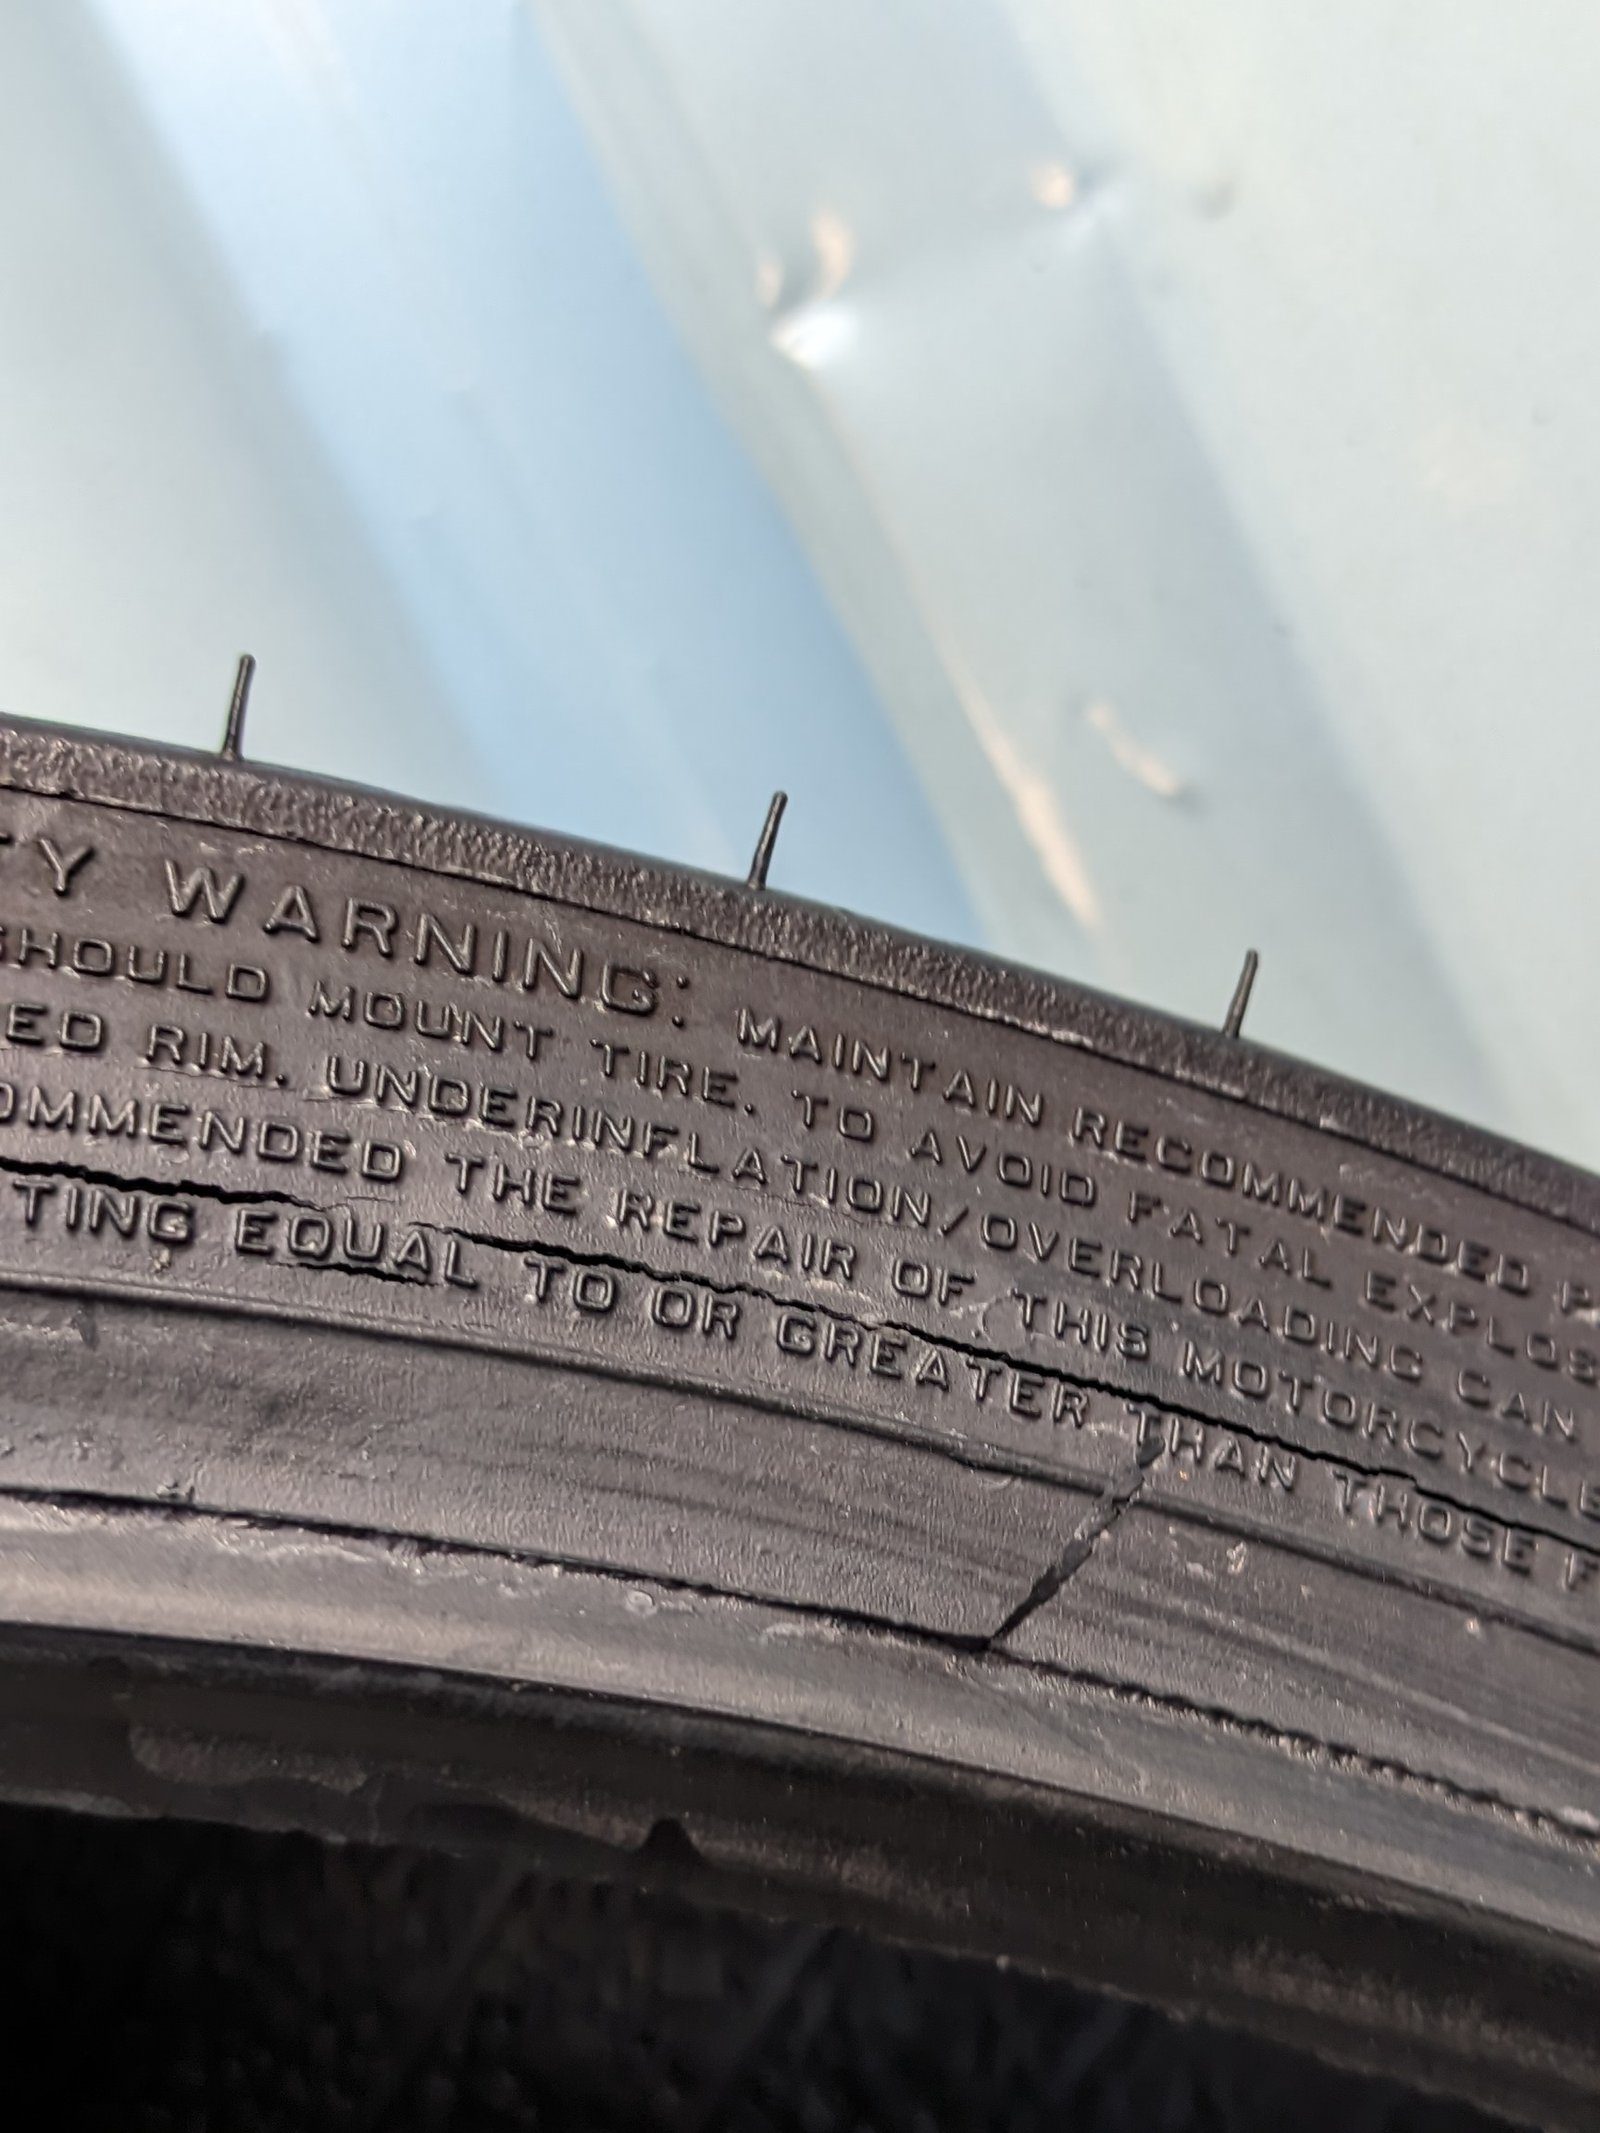 TY WARNING: MAINTAIN RECOMMENDED P
SHOULD MOUNT TIRE. TO AVOID FATAL EXPLOS
ED RIM. UNDERINFLATION/OVERLOADING CAN
OMMENDED THE REPAIR OF THIS MOTORCYCLE
TING EQUAL TO OR GREATER THAN THOSE F